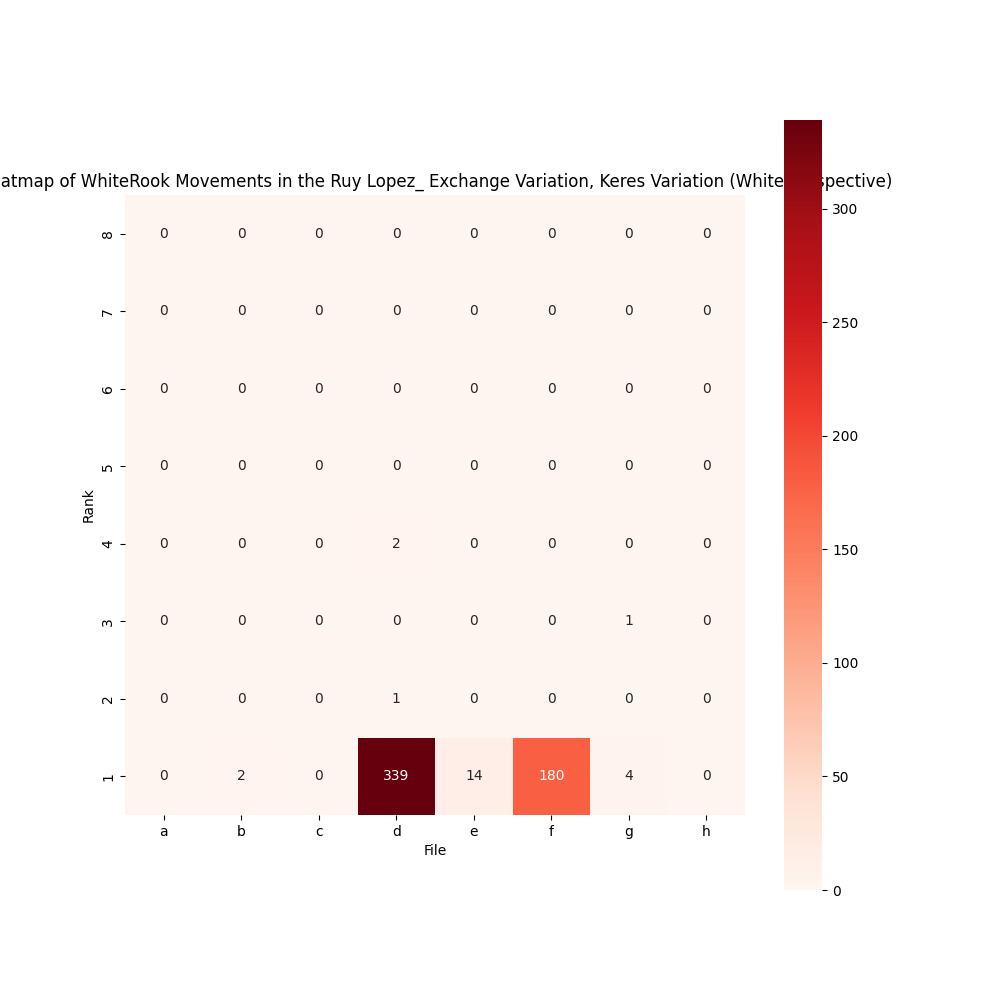 atmap of WhiteRook Movements in the Ruy Lopez_ Exchange Variation, Keres Variation (White spective)
8 0 0 0 0 0 0 0 0
7 0 0 0 0 0 0 0 0
6 0 0 0 0 0 0 0 0
5 0 0 0 0 0 0 0 0
4 0 0 0 2 0 0 0 0
3 0 0 0 0 0 0 1 0
2 0 0 0 1 0 0 0 0
1 0 2 0 339 14 180 4 0
a b c d e f g h
File
Rank
300
250
200
150
100
50
0